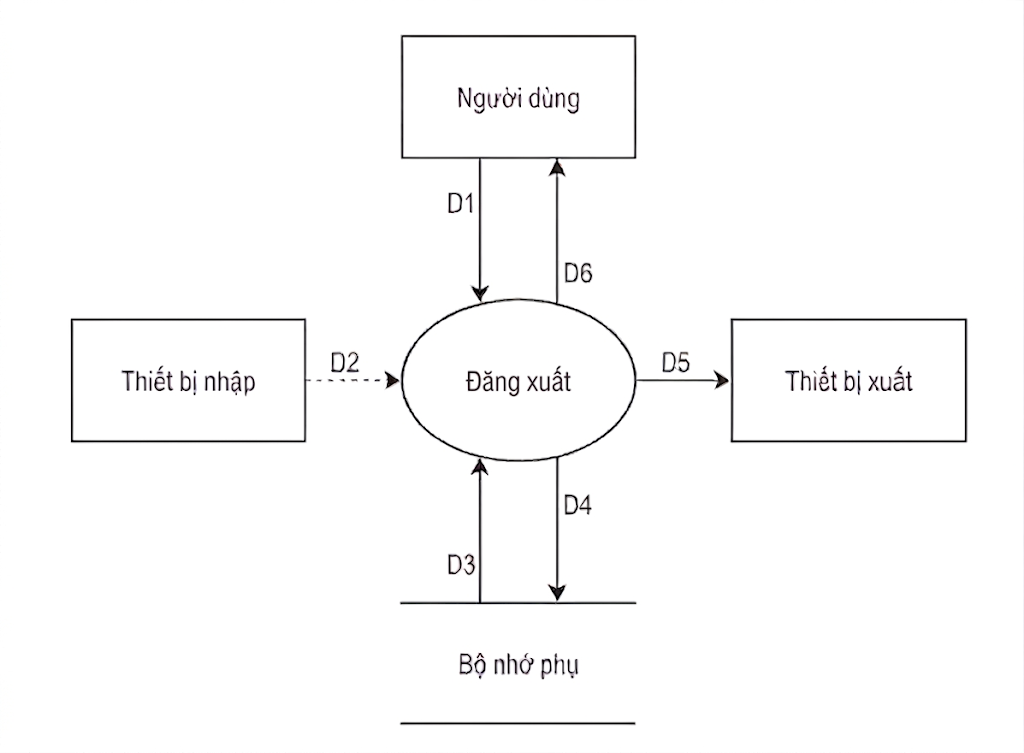 Người dùng
D1
D6
Thiết bị nhập
D2
Đăng xuất
D5
Thiết bị xuất
D4
D3
Bộ nhớ phụ